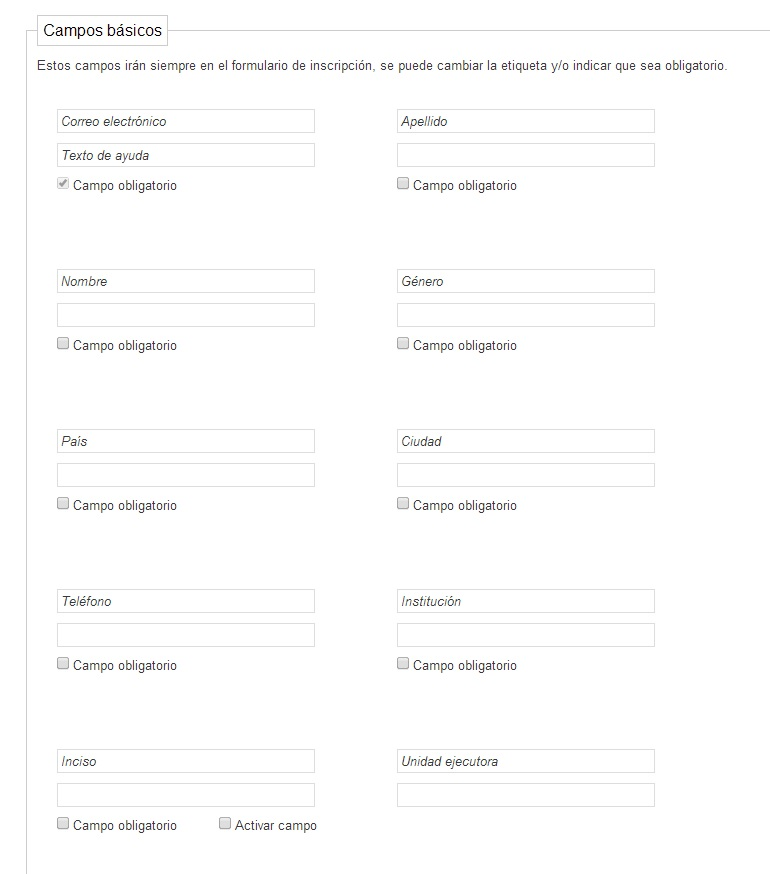 Campos básicos
Estos campos irán siempre en el formulario de inscripción, se puede cambiar la etiqueta y/o indicar que sea obligatorio.
Correo electrónico
Apellido
Texto de ayuda
Campo obligatorio
Campo obligatorio
Nombre
Género
Campo obligatorio
Campo obligatorio
País
Ciudad
Campo obligatorio
Campo obligatorio
Teléfono
Institución
Campo obligatorio
Campo obligatorio
Inciso
Unidad ejecutora
Campo obligatorio
Activar campo